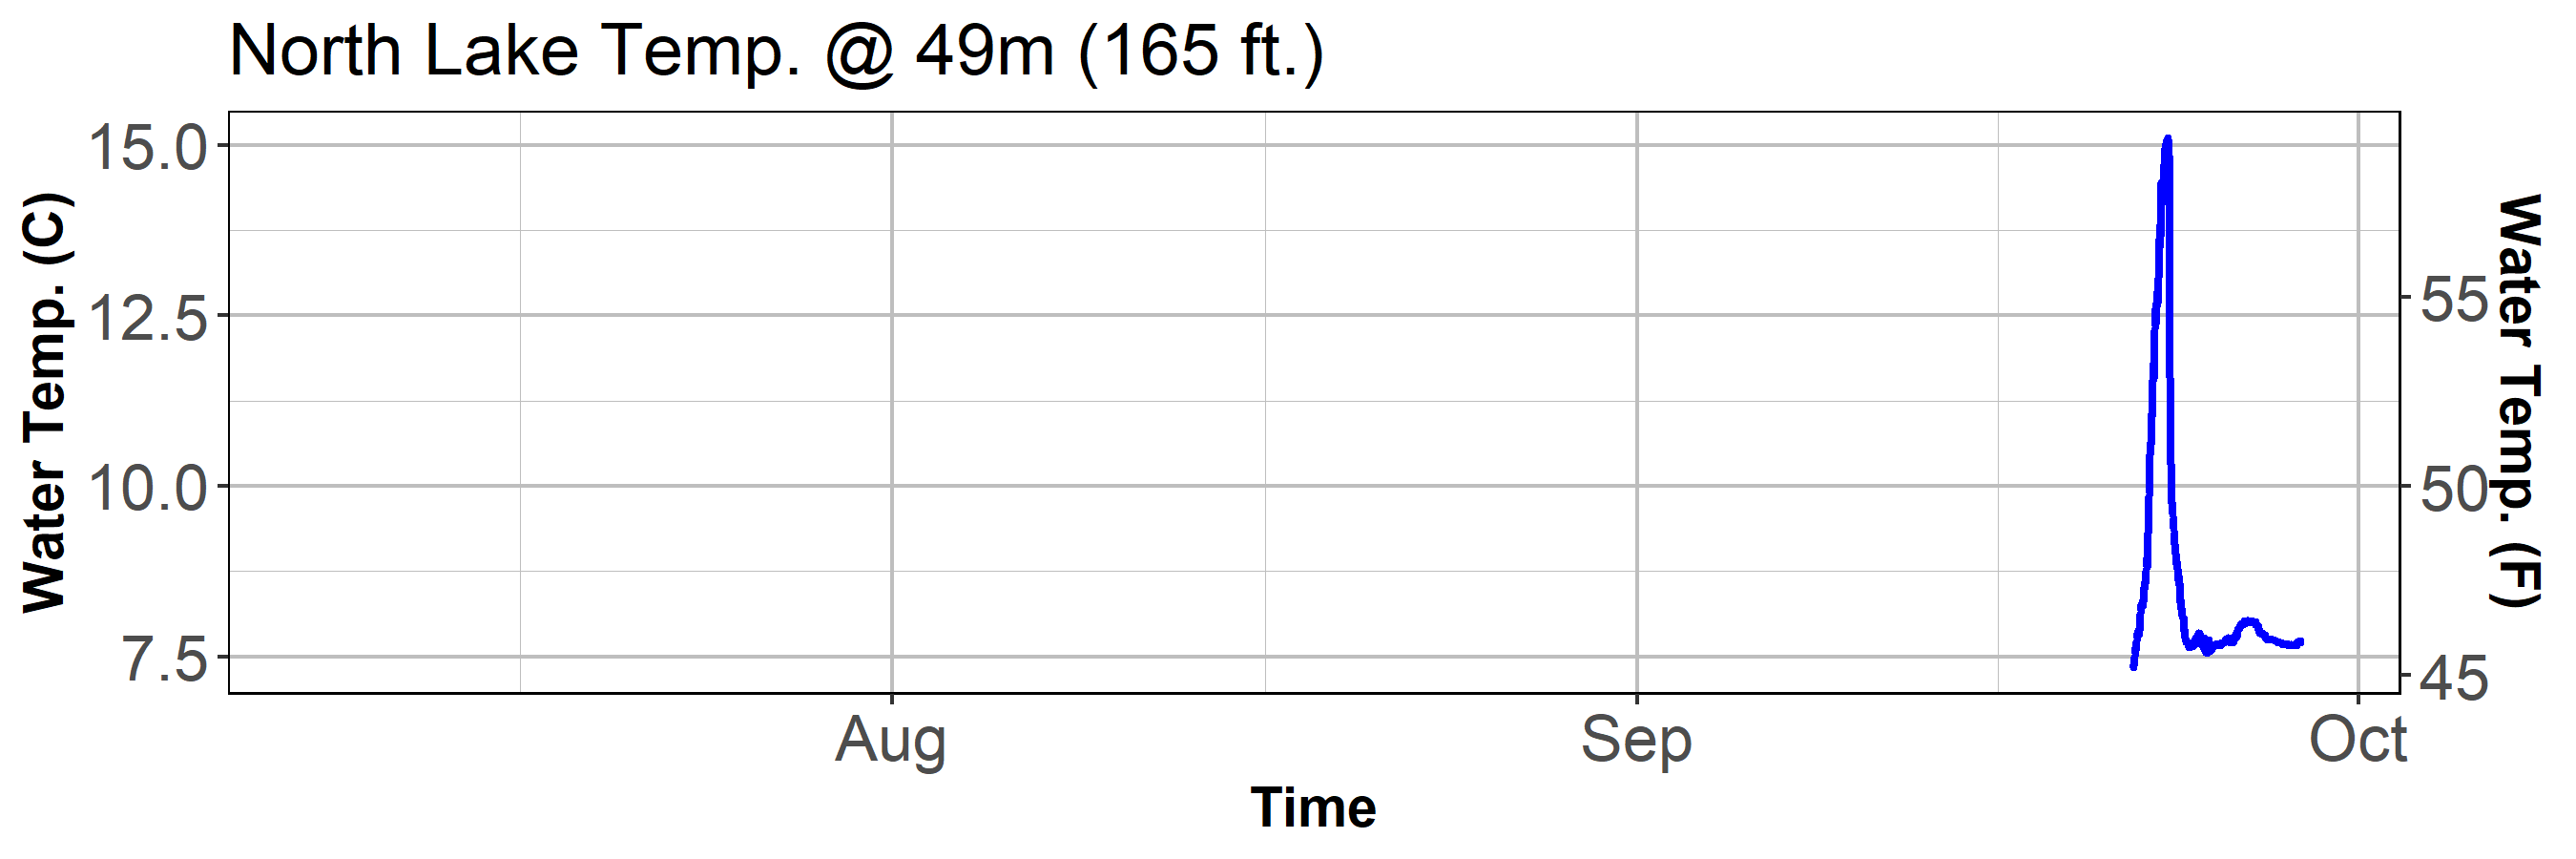 North Lake Temp. @ 49m (165 ft.)
Water Temp. (C)
15.0
12.5
10.0
7.5
55
50
45
Water Temp. (F)
Aug Sep Oct
Time